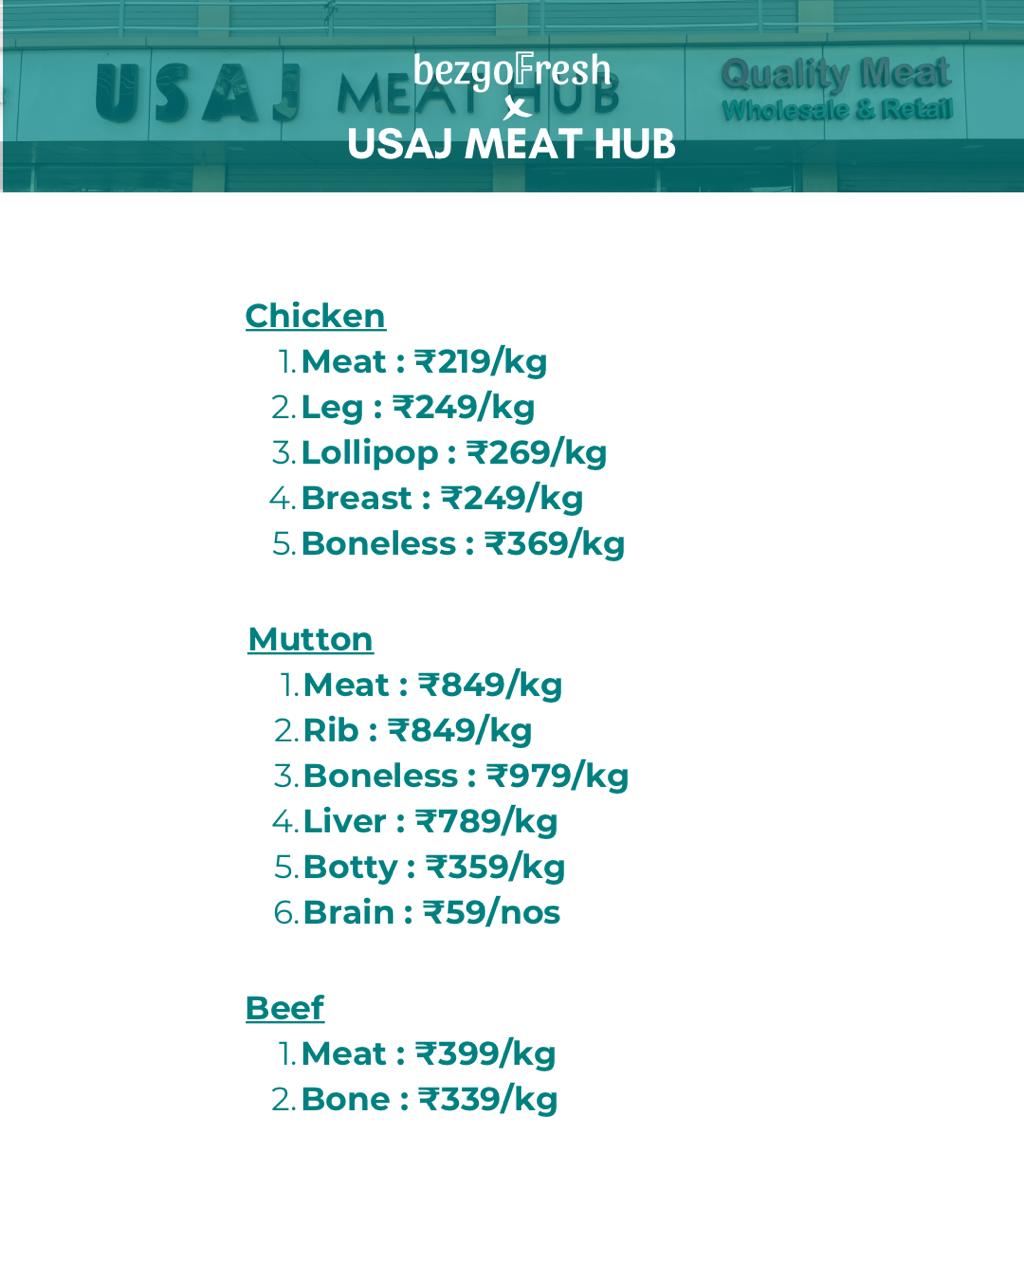 USAJ MEAT HUB
Quality Meat
Wholesale & Retail
bezgoFresh
x
USAJ MEAT HUB
Chicken
1. Meat : ₹219/kg
2. Leg : ₹249/kg
3. Lollipop : ₹269/kg
4. Breast : ₹249/kg
5. Boneless : ₹369/kg
Mutton
1. Meat : ₹849/kg
2. Rib : ₹849/kg
3. Boneless : ₹979/kg
4. Liver : ₹789/kg
5. Botty : ₹359/kg
6. Brain : ₹59/nos
Beef
1. Meat : ₹399/kg
2. Bone : ₹339/kg